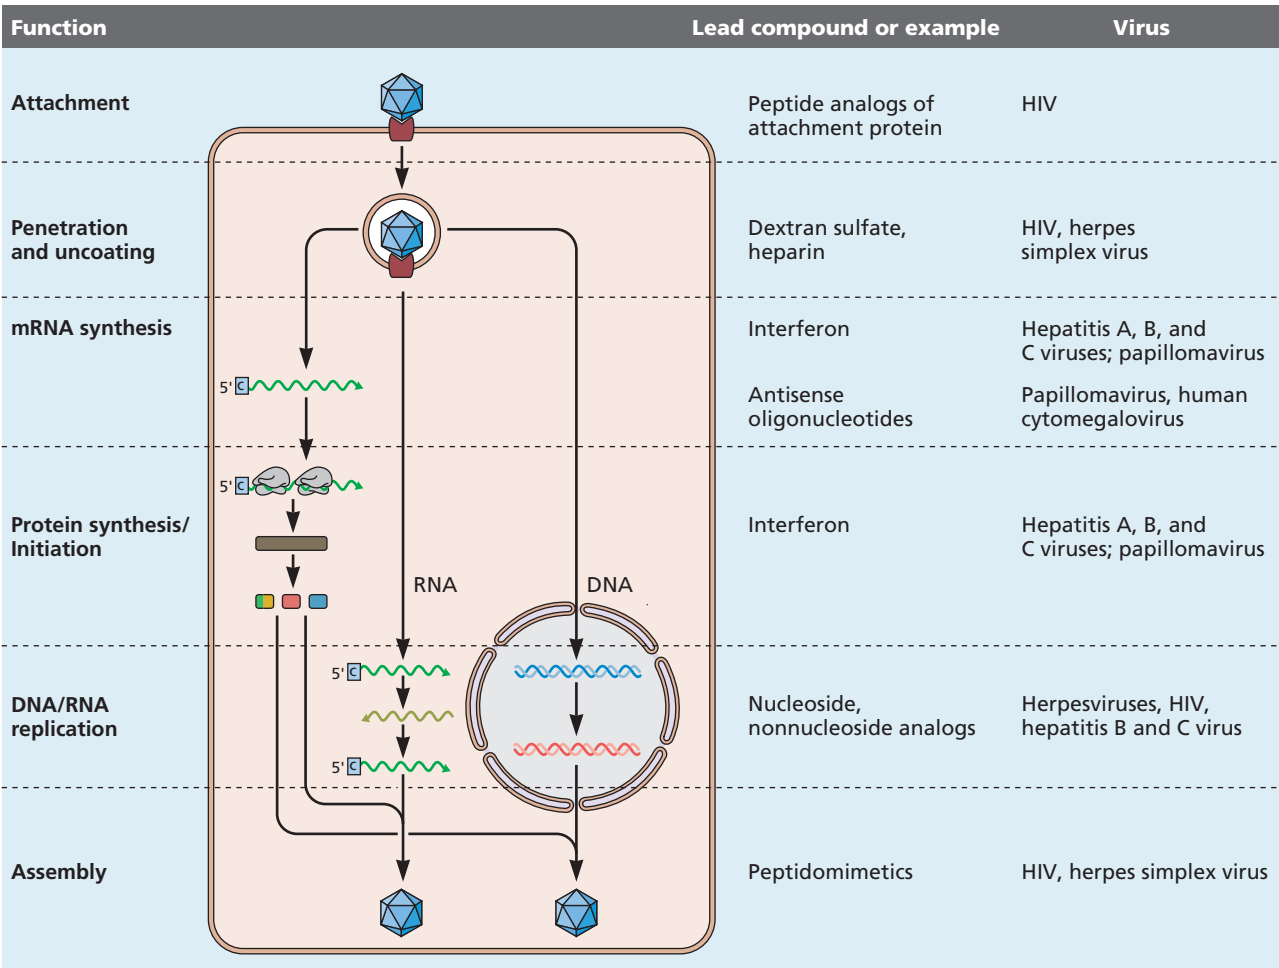 Function Lead compound or example Virus
Attachment
Peptide analogs of
attachment protein
HIV
Penetration
and uncoating
Dextran sulfate,
heparin
HIV, herpes
simplex virus
mRNA synthesis
Interferon
Hepatitis A, B, and
C viruses; papillomavirus
5' C
Antisense
oligonucleotides
Papillomavirus, human
cytomegalovirus
5' C
Protein synthesis/
Initiation
Interferon
Hepatitis A, B, and
C viruses; papillomavirus
RNA
DNA
5' C
DNA/RNA
replication
Nucleoside,
nonnucleoside analogs
Herpesviruses, HIV,
hepatitis B and C virus
5' C
Assembly
Peptidomimetics
HIV, herpes simplex virus